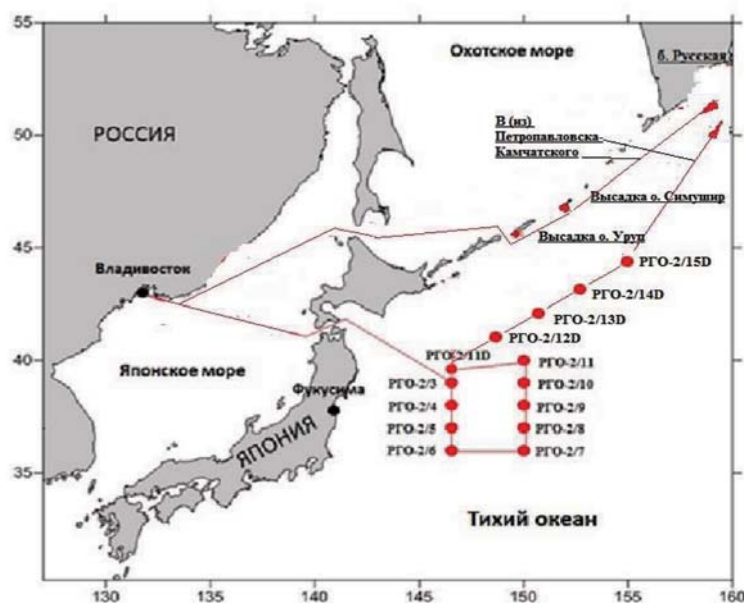 55
50
45
40
35
130
135
140
145
150
155
160
Охотское море
б. Русская
РОССИЯ
В (из)
Петропавловска-
Камчатского
Высадка о. Симушир
Высадка о. Уруп
Владивосток
РГО-2/15D
РГО-2/14D
РГО-2/13D
РГО-2/12D
РГО-2/11D
РГО-2/11
Японское море
РГО-2/3
РГО-2/10
Фукусима
РГО-2/4
РГО-2/9
РГО-2/5
РГО-2/8
ЯПОНИЯ
РГО-2/6
РГО-2/7
Тихий океан